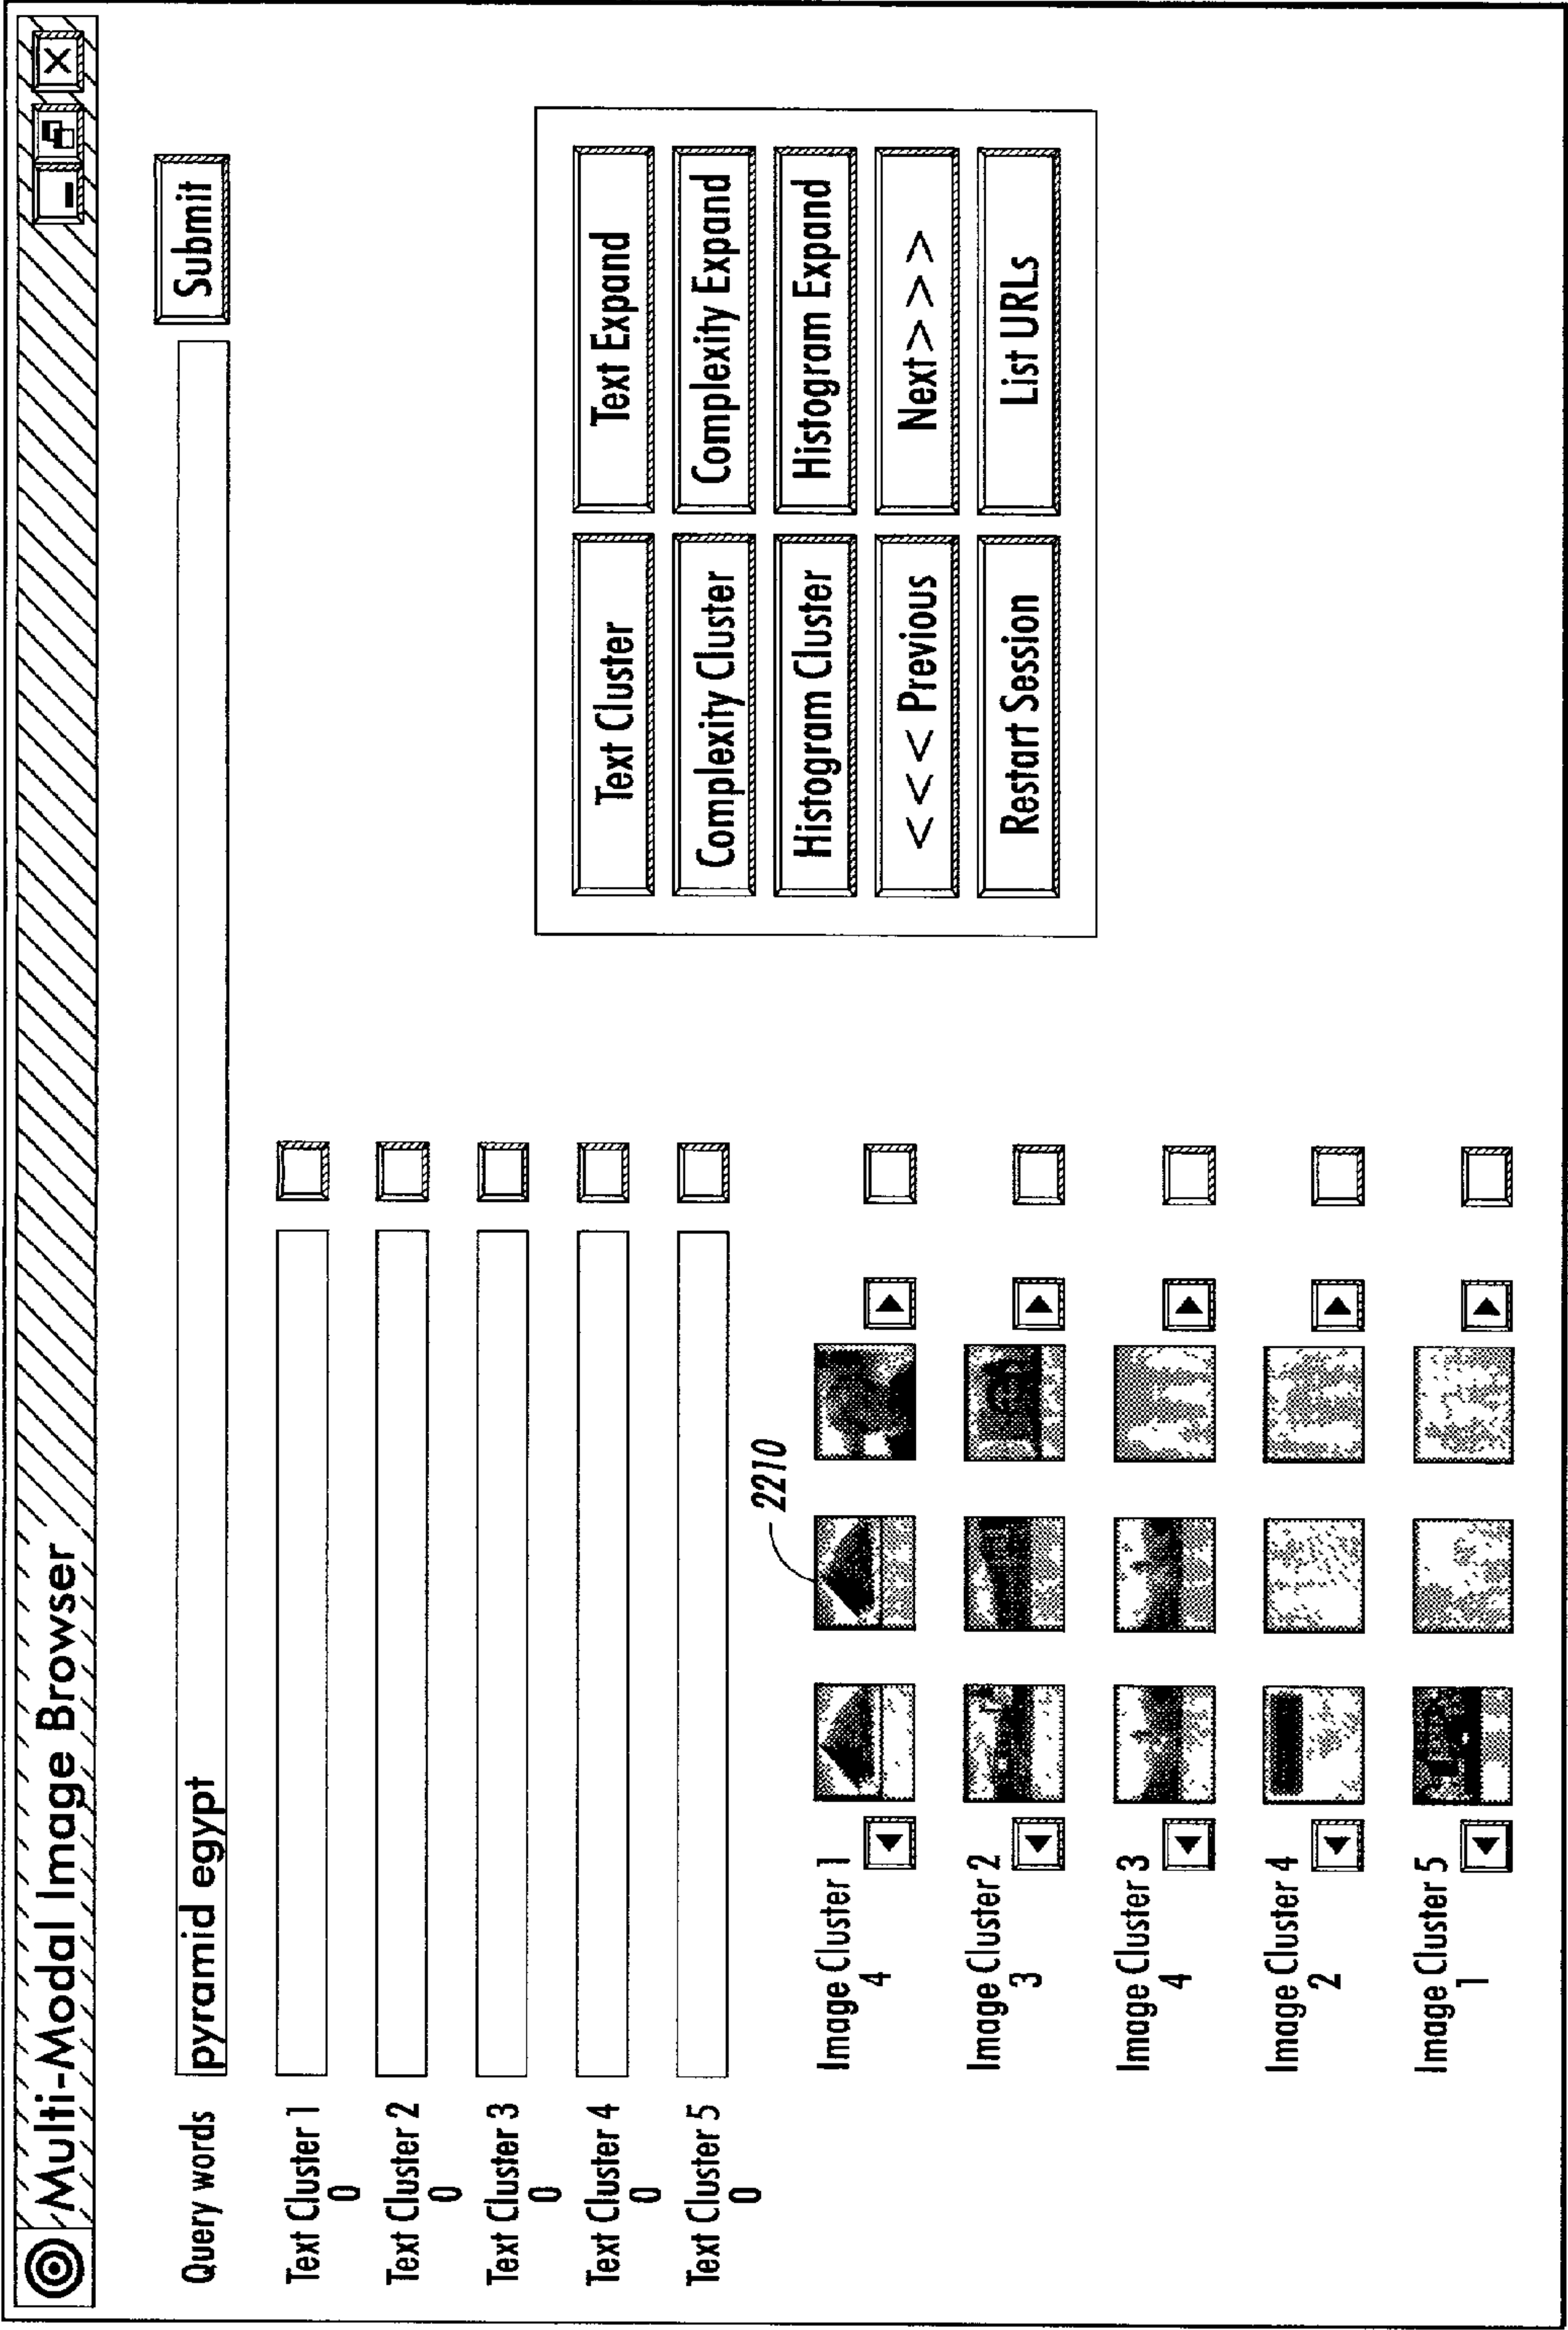 Multi-Modal Image Browser
Query words pyramid egypt Submit
Text Cluster 1
0
Text Cluster 2
0
Text Cluster 3
0
Text Cluster 4
0
Text Cluster 5
0
Text Cluster Text Expand
Complexity Cluster Complexity Expand
Histogram Cluster Histogram Expand
< < < Previous Next > > >
Restart Session List URLs
2210
Image Cluster 1
4
Image Cluster 2
3
Image Cluster 3
4
Image Cluster 4
2
Image Cluster 5
1